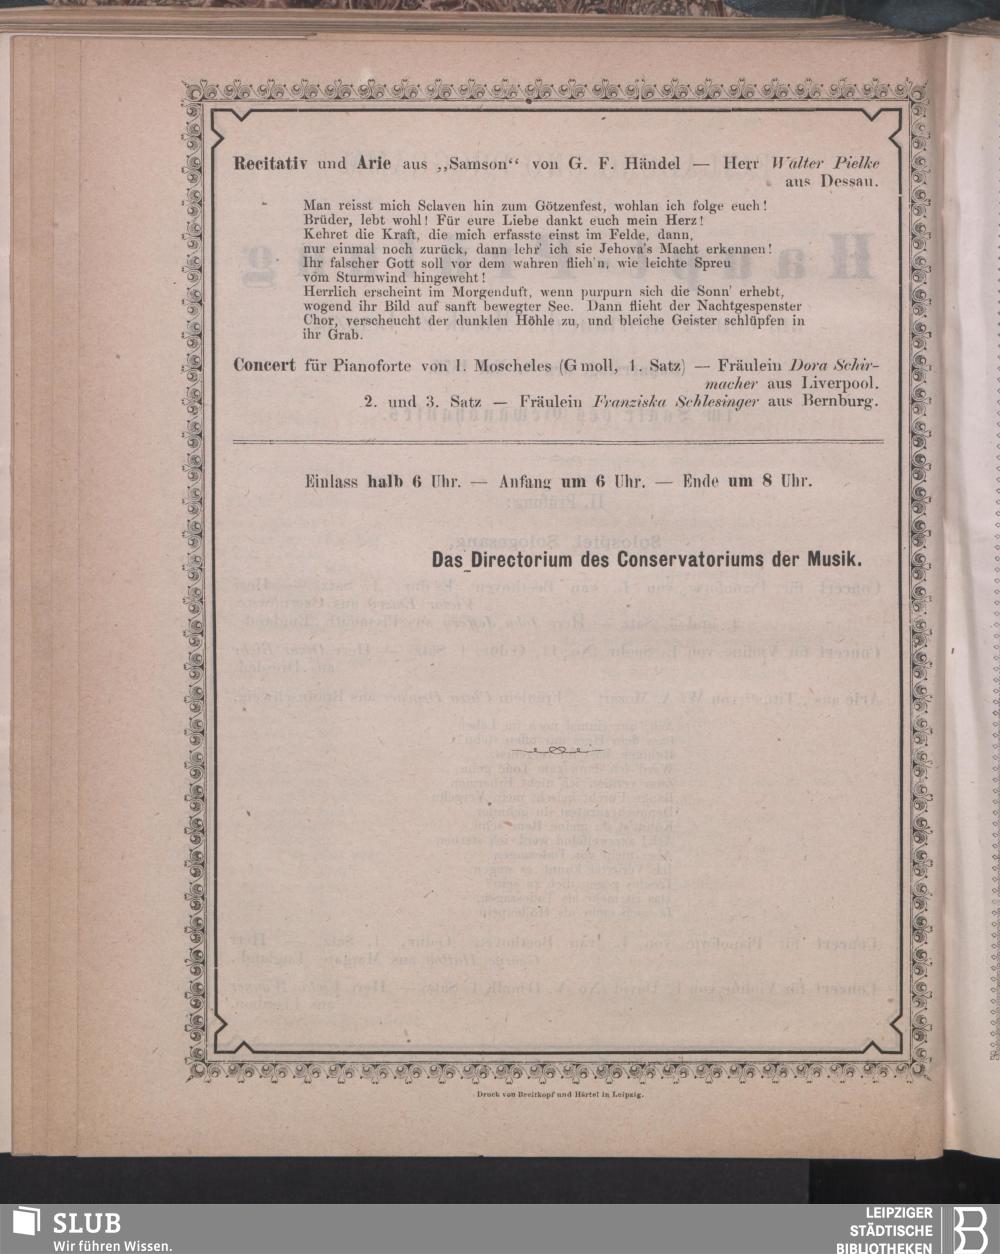 Recitativ und Arie aus „Samson“ von G. F. Händel — Herr Walter Pielke
aus Dessau.
Man reisst mich Sclaven hin zum Götzenfest, wohlan ich folge euch!
Brüder, lebt wohl! Für eure Liebe dankt euch mein Herz!
Kehret die Kraft, die mich erfasste einst im Felde, dann,
nur einmal noch zurück, dann lehr' ich sie Jehova's Macht erkennen!
Ihr falscher Gott soll vor dem wahren flieh'n, wie leichte Spreu
vom Sturmwind hingeweht!
Herrlich erscheint im Morgenduft, wenn purpurn sich die Sonn' erhebt,
wogend ihr Bild auf sanft bewegter See. Dann flieht der Nachtgespenster
Chor, verscheucht der dunklen Höhle zu, und bleiche Geister schlüpfen in
ihr Grab.
Concert für Pianoforte von I. Moscheles (G moll, 1. Satz) — Fräulein Dora Schir-
macher aus Liverpool.
2. und 3. Satz — Fräulein Franziska Schlesinger aus Bernburg.
Einlass halb 6 Uhr. — Anfang um 6 Uhr. — Ende um 8 Uhr.
Das Directorium des Conservatoriums der Musik.
Druck von Breitkopf und Härtel in Leipzig.
SLUB
Wir führen Wissen.
LEIPZIGER
STÄDTISCHE
BIBLIOTHEKEN